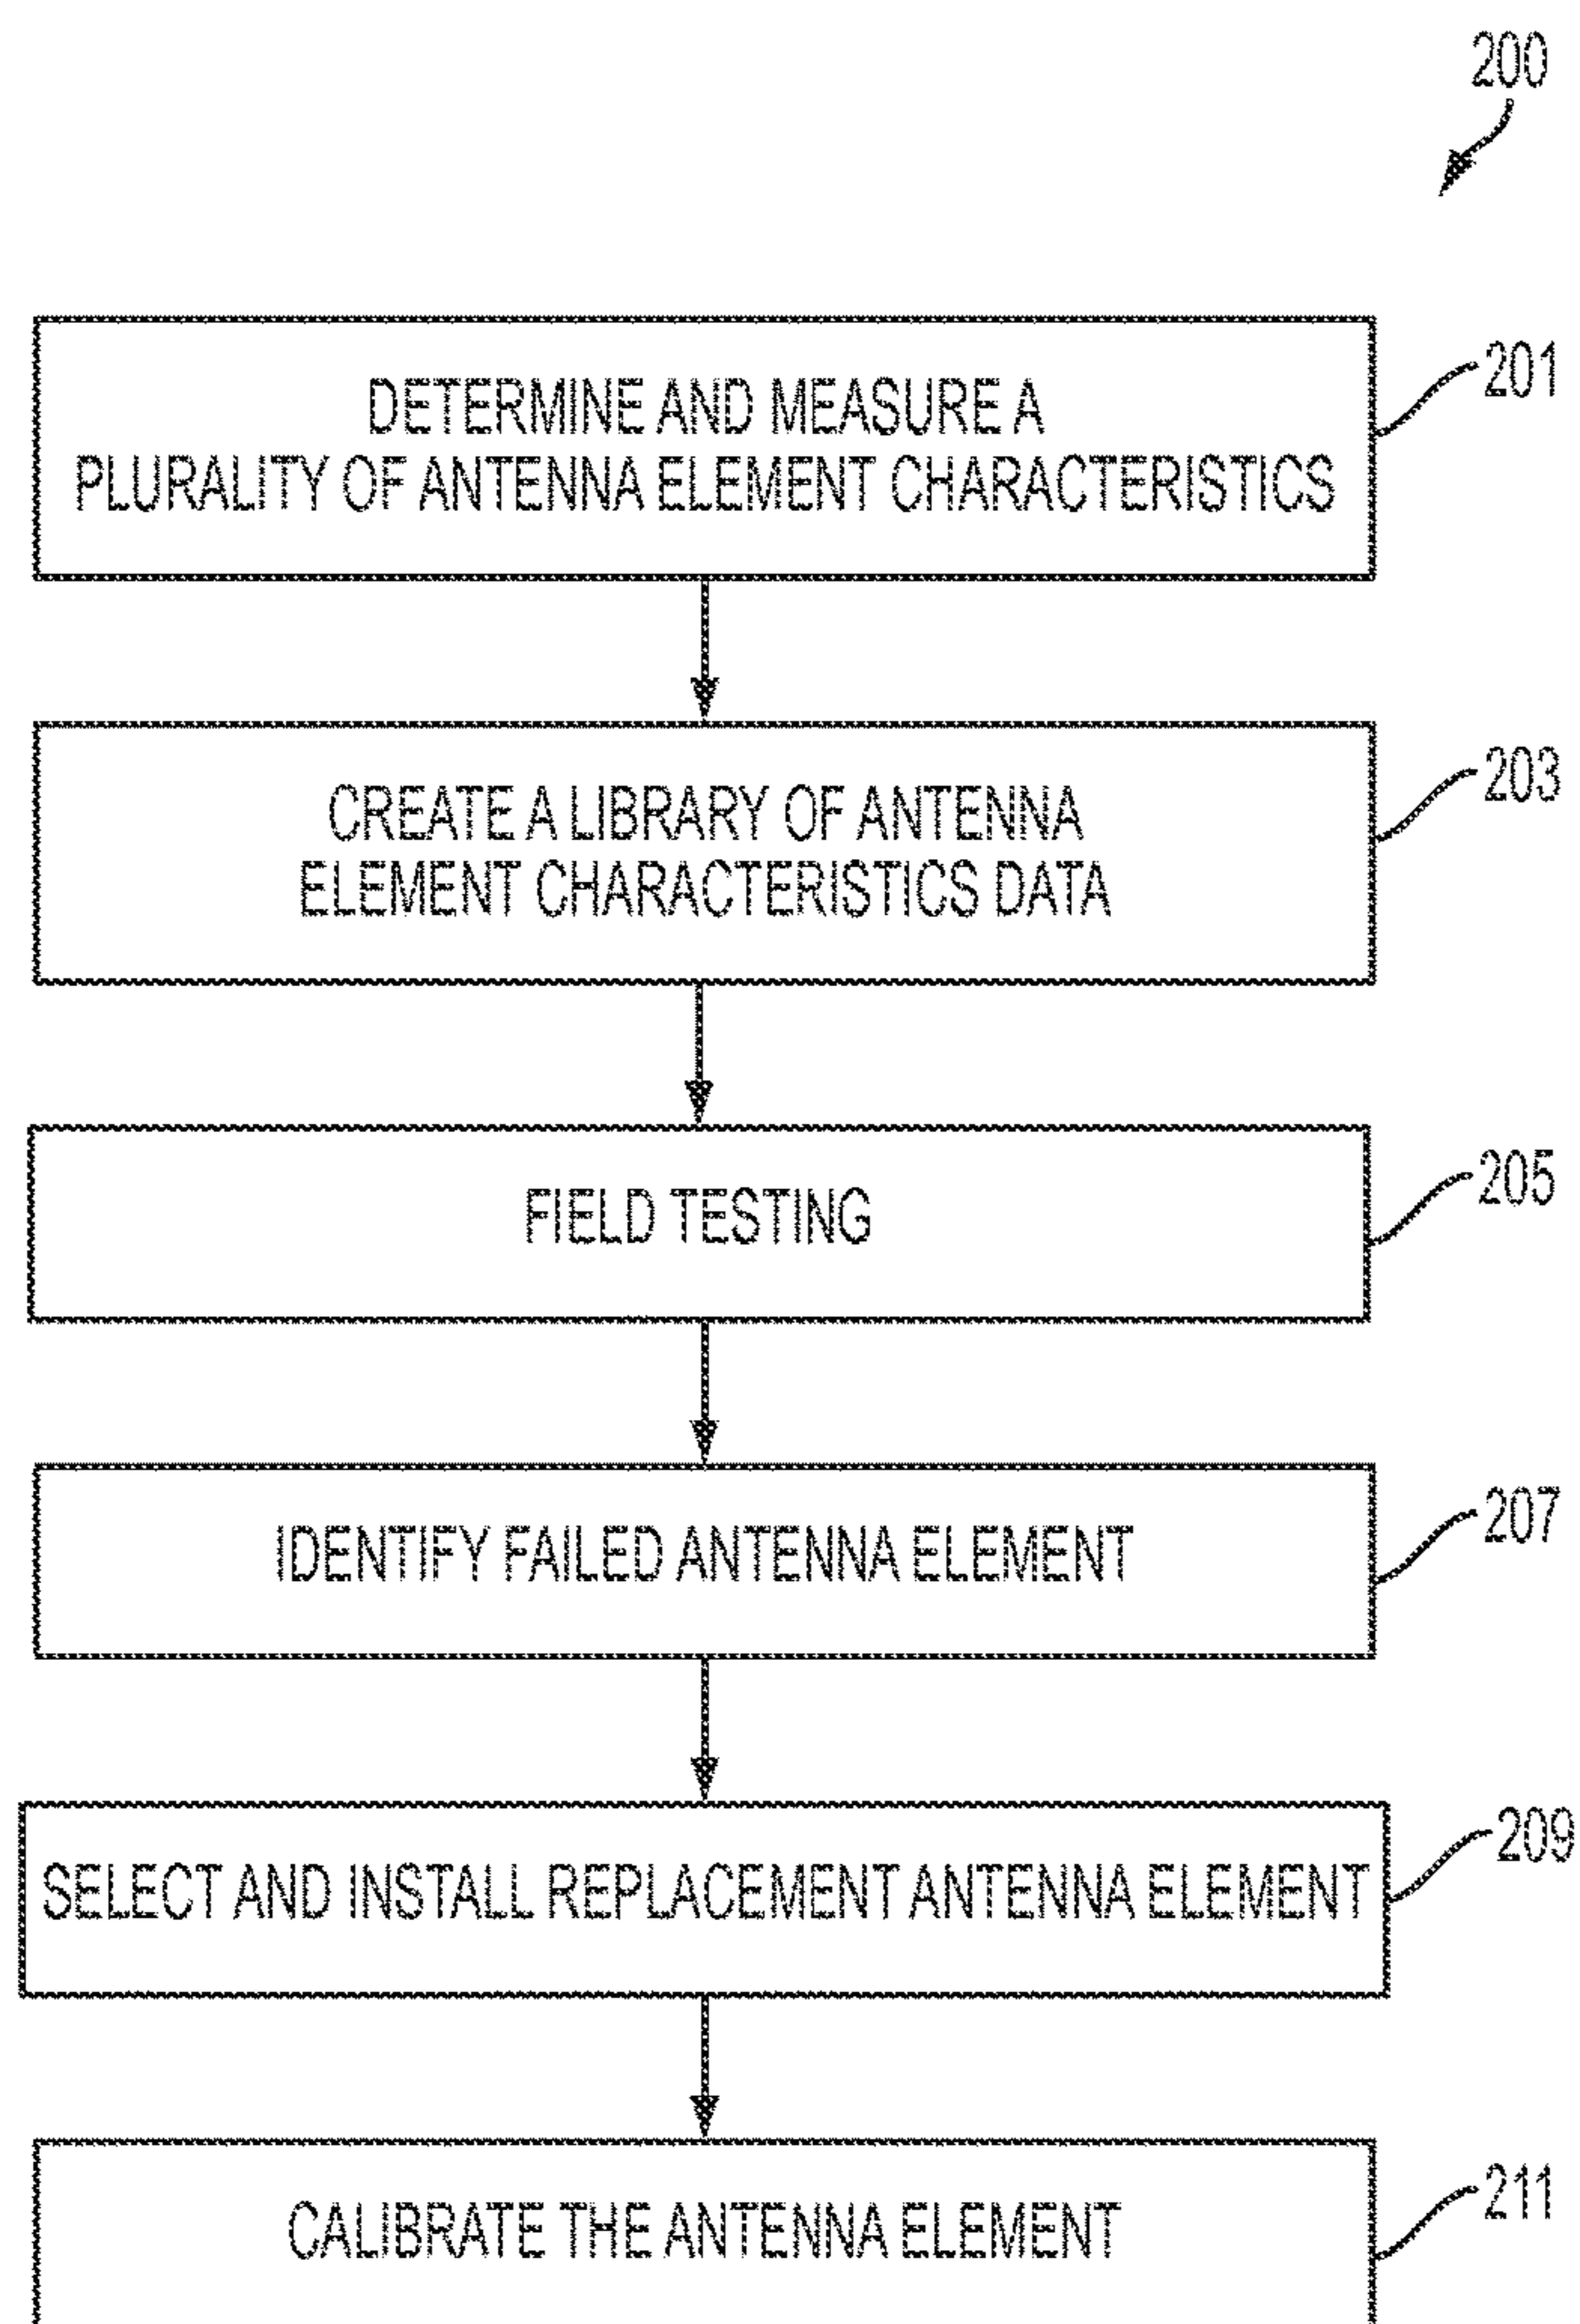 200
DETERMINE AND MEASURE A
PLURALITY OF ANTENNA ELEMENT CHARACTERISTICS
201
CREATE A LIBRARY OF ANTENNA
ELEMENT CHARACTERISTICS DATA
203
FIELD TESTING
205
IDENTIFY FAILED ANTENNA ELEMENT
207
SELECT AND INSTALL REPLACEMENT ANTENNA ELEMENT
209
CALIBRATE THE ANTENNA ELEMENT
211